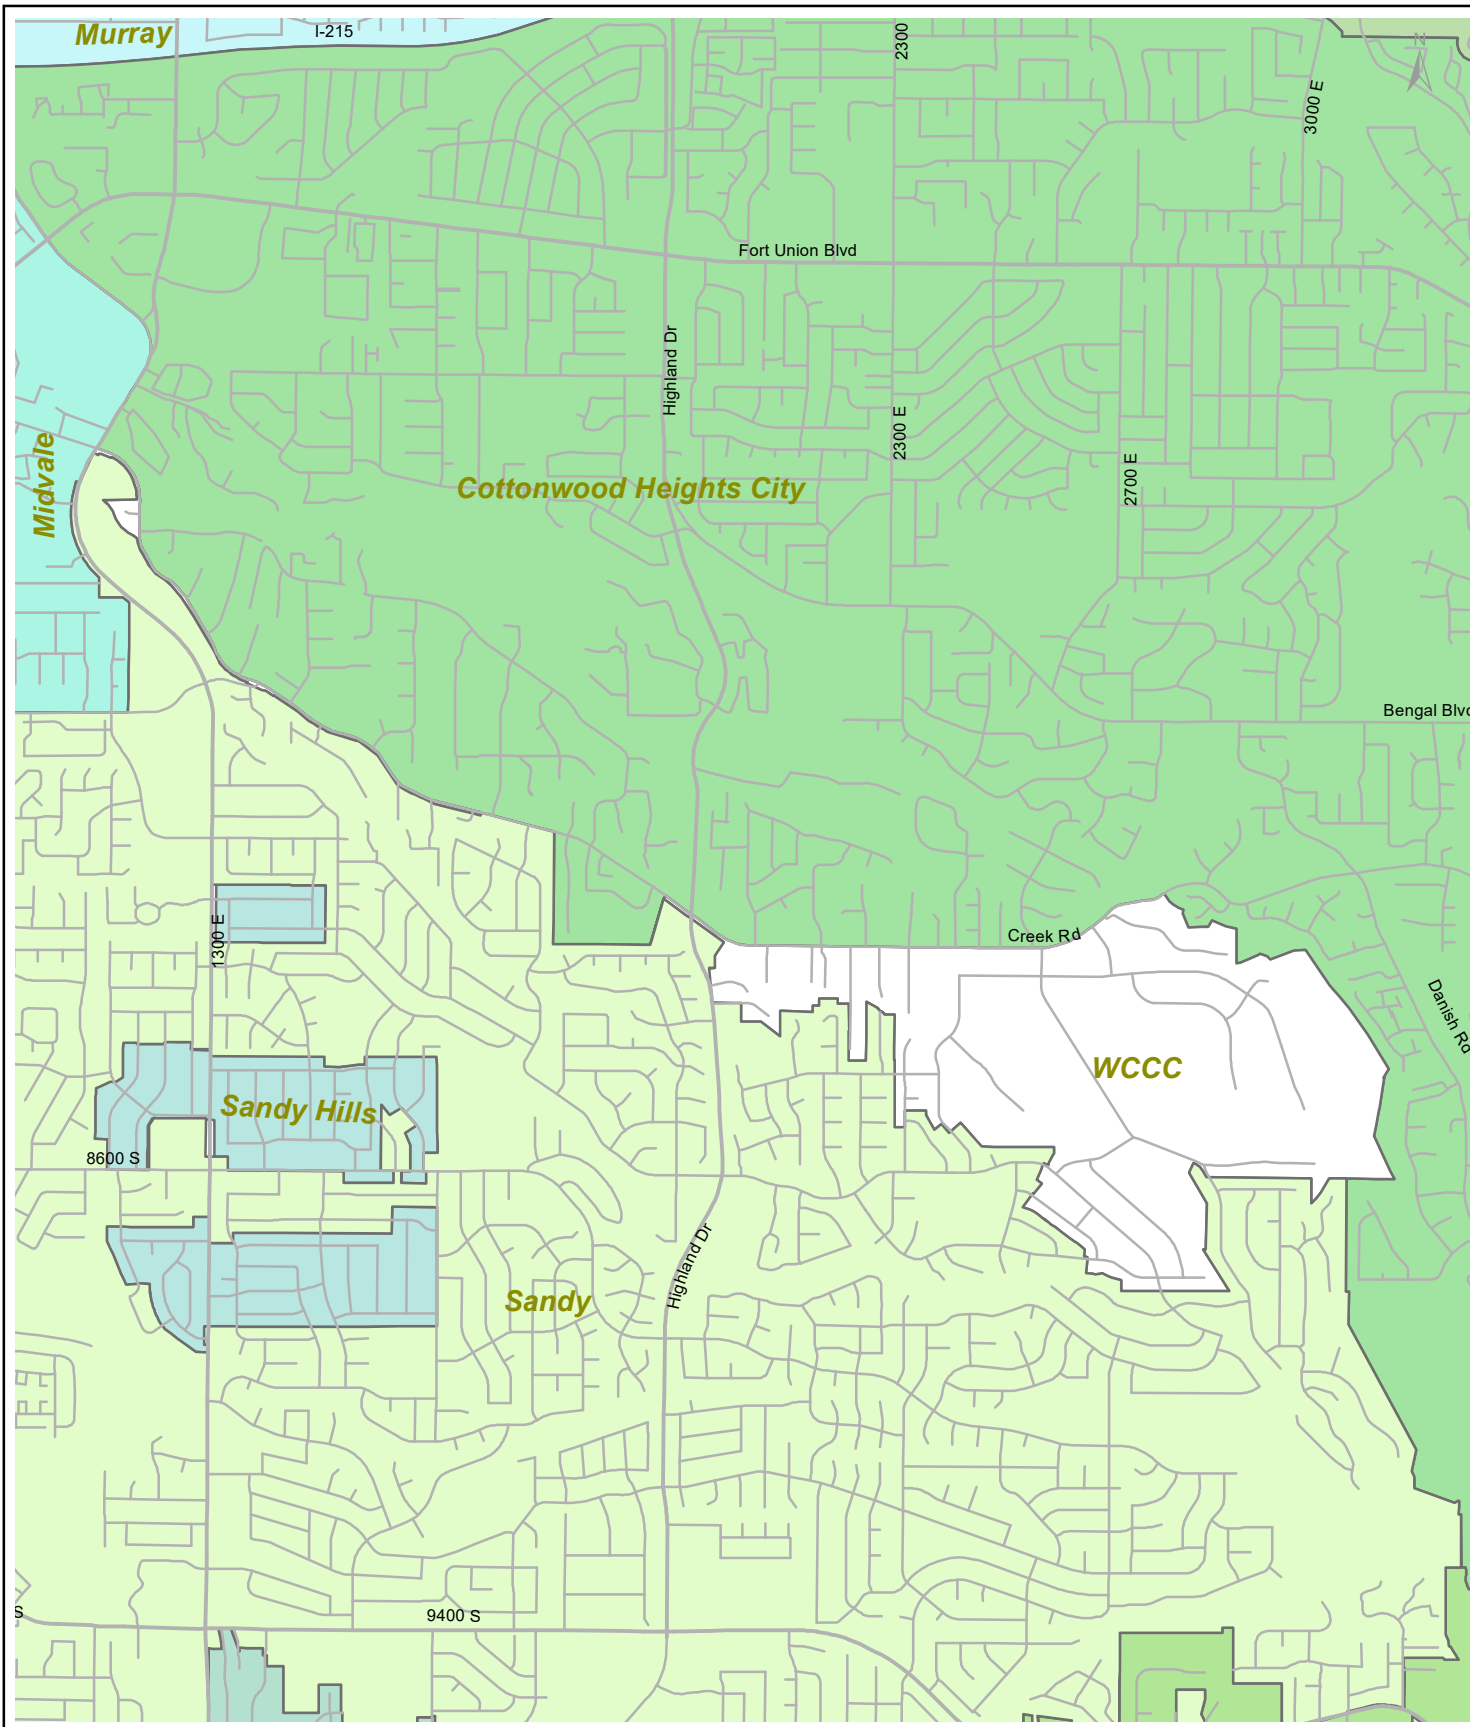 Murray
I-215
2300
N
3000 E
Fort Union Blvd
Highland Dr
2300 E
Midvale
2700 E
Cottonwood Heights City
Bengal Blvd
1300 E
Creek Rd
Danish Rd
WCCC
Sandy Hills
8600 S
Highland Dr
Sandy
S
9400 S